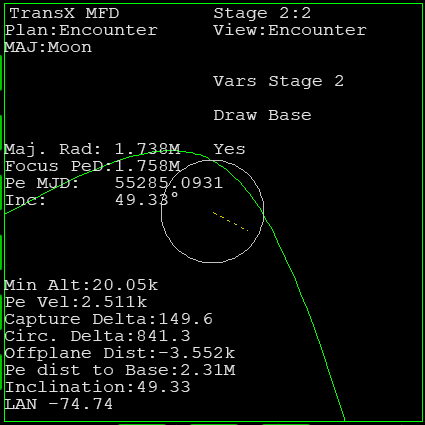 TransX MFD Stage 2:2
Plan:Encounter View:Encounter
MAJ:Moon
Vars Stage 2
Draw Base
Maj. Rad: 1.738M Yes
Focus PeD:1.758M
Pe MJD: 55285.0931
Inc: 49.33°
Min Alt:20.05k
Pe Vel:2.511k
Capture Delta:149.6
Circ. Delta:841.3
Offplane Dist:-3.552k
Pe dist to Base:2.31M
Inclination:49.33
LAN -74.74